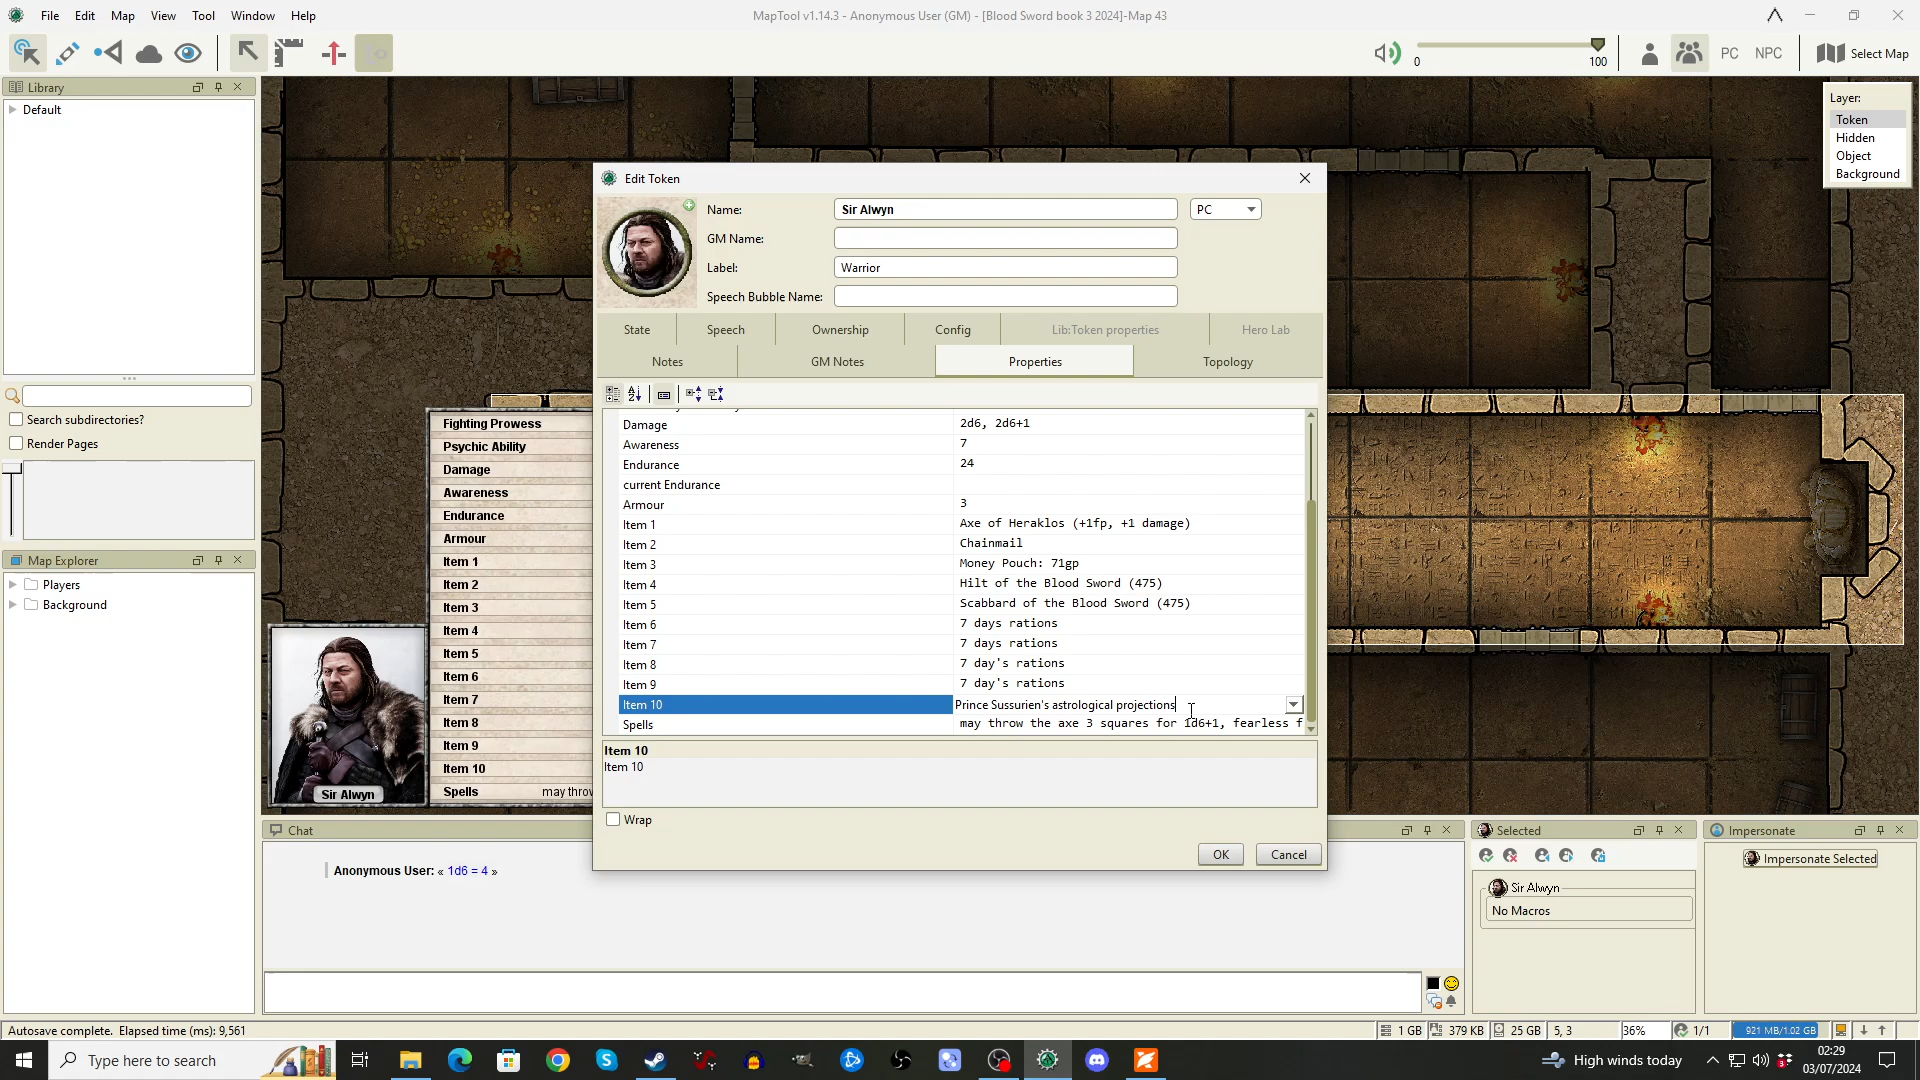 File Edit Map View Tool Window Help
MapTool v1.14.3 - Anonymous User (GM) - [Blood Sword book 3 2024]-Map 43
0 100
PC NPC
Select Map
Library
Default
Search subdirectories?
Render Pages
Map Explorer
Players
Background
Layer:
Token
Hidden
Object
Background
Fighting Prowess
Psychic Ability
Damage
Awareness
Endurance
Armour
Item 1
Item 2
Item 3
Item 4
Item 5
Item 6
Item 7
Item 8
Item 9
Item 10
Spells may throw
Sir Alwyn
Edit Token
Name: Sir Alwyn PC
GM Name:
Label: Warrior
Speech Bubble Name:
State Speech Ownership Config Lib:Token properties Hero Lab
Notes GM Notes Properties Topology
Damage 2d6, 2d6+1
Awareness 7
Endurance 24
current Endurance
Armour 3
Item 1 Axe of Heraklos (+1fp, +1 damage)
Item 2 Chainmail
Item 3 Money Pouch: 71gp
Item 4 Hilt of the Blood Sword (475)
Item 5 Scabbard of the Blood Sword (475)
Item 6 7 days rations
Item 7 7 days rations
Item 8 7 day's rations
Item 9 7 day's rations
Item 10 Prince Sussurien's astrological projections
Spells may throw the axe 3 squares for 1d6+1, fearless f
Item 10
Item 10
Wrap
OK Cancel
Chat
Anonymous User: « 1d6 = 4 »
Selected
Sir Alwyn
No Macros
Impersonate
Impersonate Selected
Autosave complete. Elapsed time (ms): 9,561
1 GB 379 KB 25 GB 5, 3 36% 1/1 921 MB/1.02 GB
Type here to search
High winds today
02:29
03/07/2024